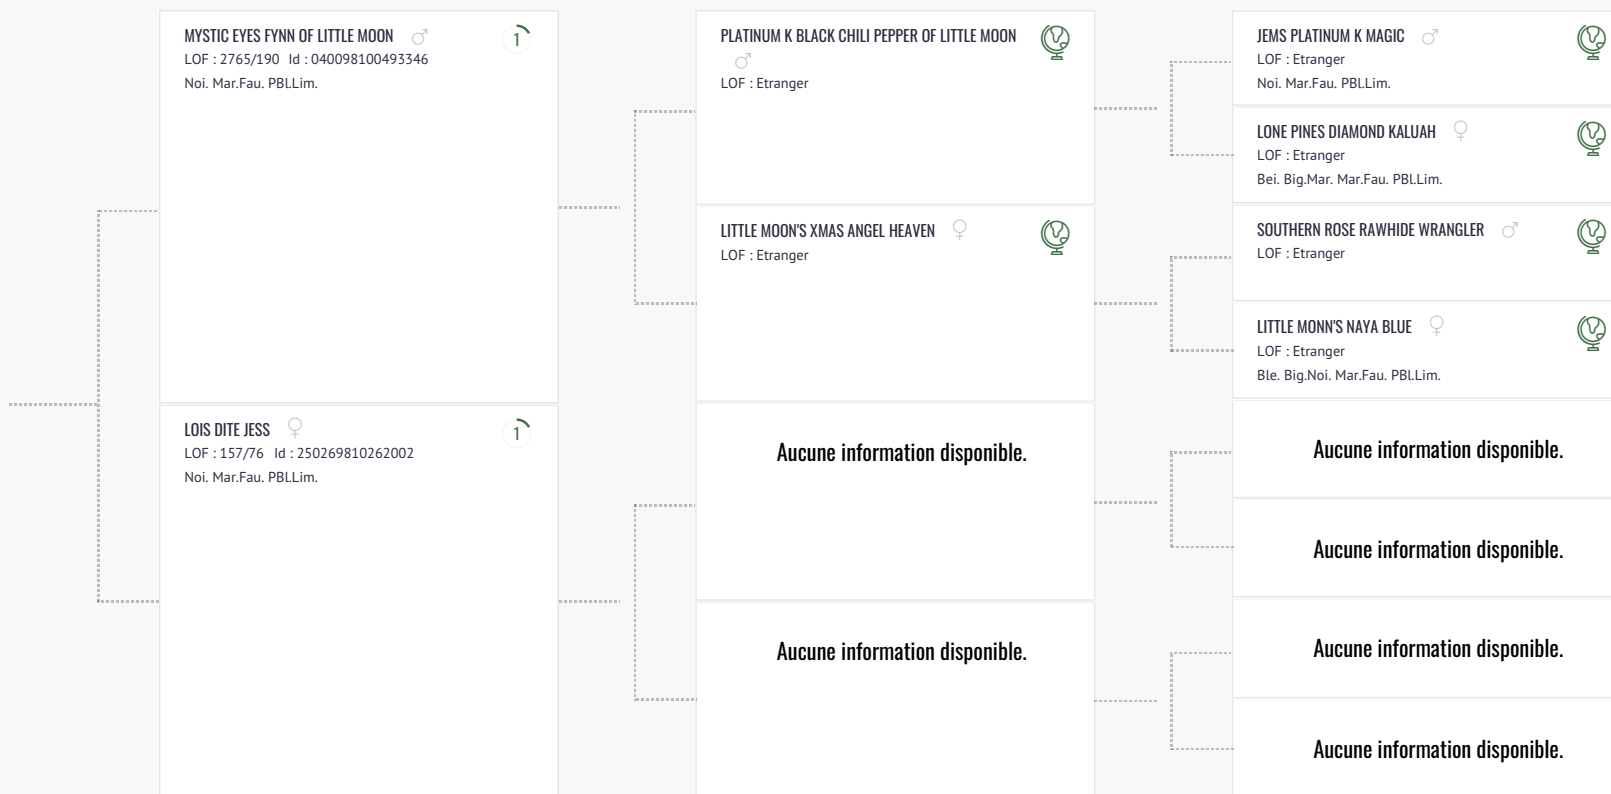 MYSTIC EYES FYNN OF LITTLE MOON
1
LOF : 2765/190 Id : 040098100493346
Noi. Mar.Fau. PBl.Lim.
LOIS DITE JESS
1
LOF : 157/76 Id : 250269810262002
Noi. Mar.Fau. PBl.Lim.
PLATINUM K BLACK CHILI PEPPER OF LITTLE MOON
LOF : Etranger
LITTLE MOON'S XMAS ANGEL HEAVEN
LOF : Etranger
Aucune information disponible.
Aucune information disponible.
JEMS PLATINUM K MAGIC
LOF : Etranger
Noi. Mar.Fau. PBl.Lim.
LONE PINES DIAMOND KALUAH
LOF : Etranger
Bei. Big.Mar. Mar.Fau. PBl.Lim.
SOUTHERN ROSE RAWHIDE WRANGLER
LOF : Etranger
LITTLE MONN'S NAYA BLUE
LOF : Etranger
Ble. Big.Noi. Mar.Fau. PBl.Lim.
Aucune information disponible.
Aucune information disponible.
Aucune information disponible.
Aucune information disponible.